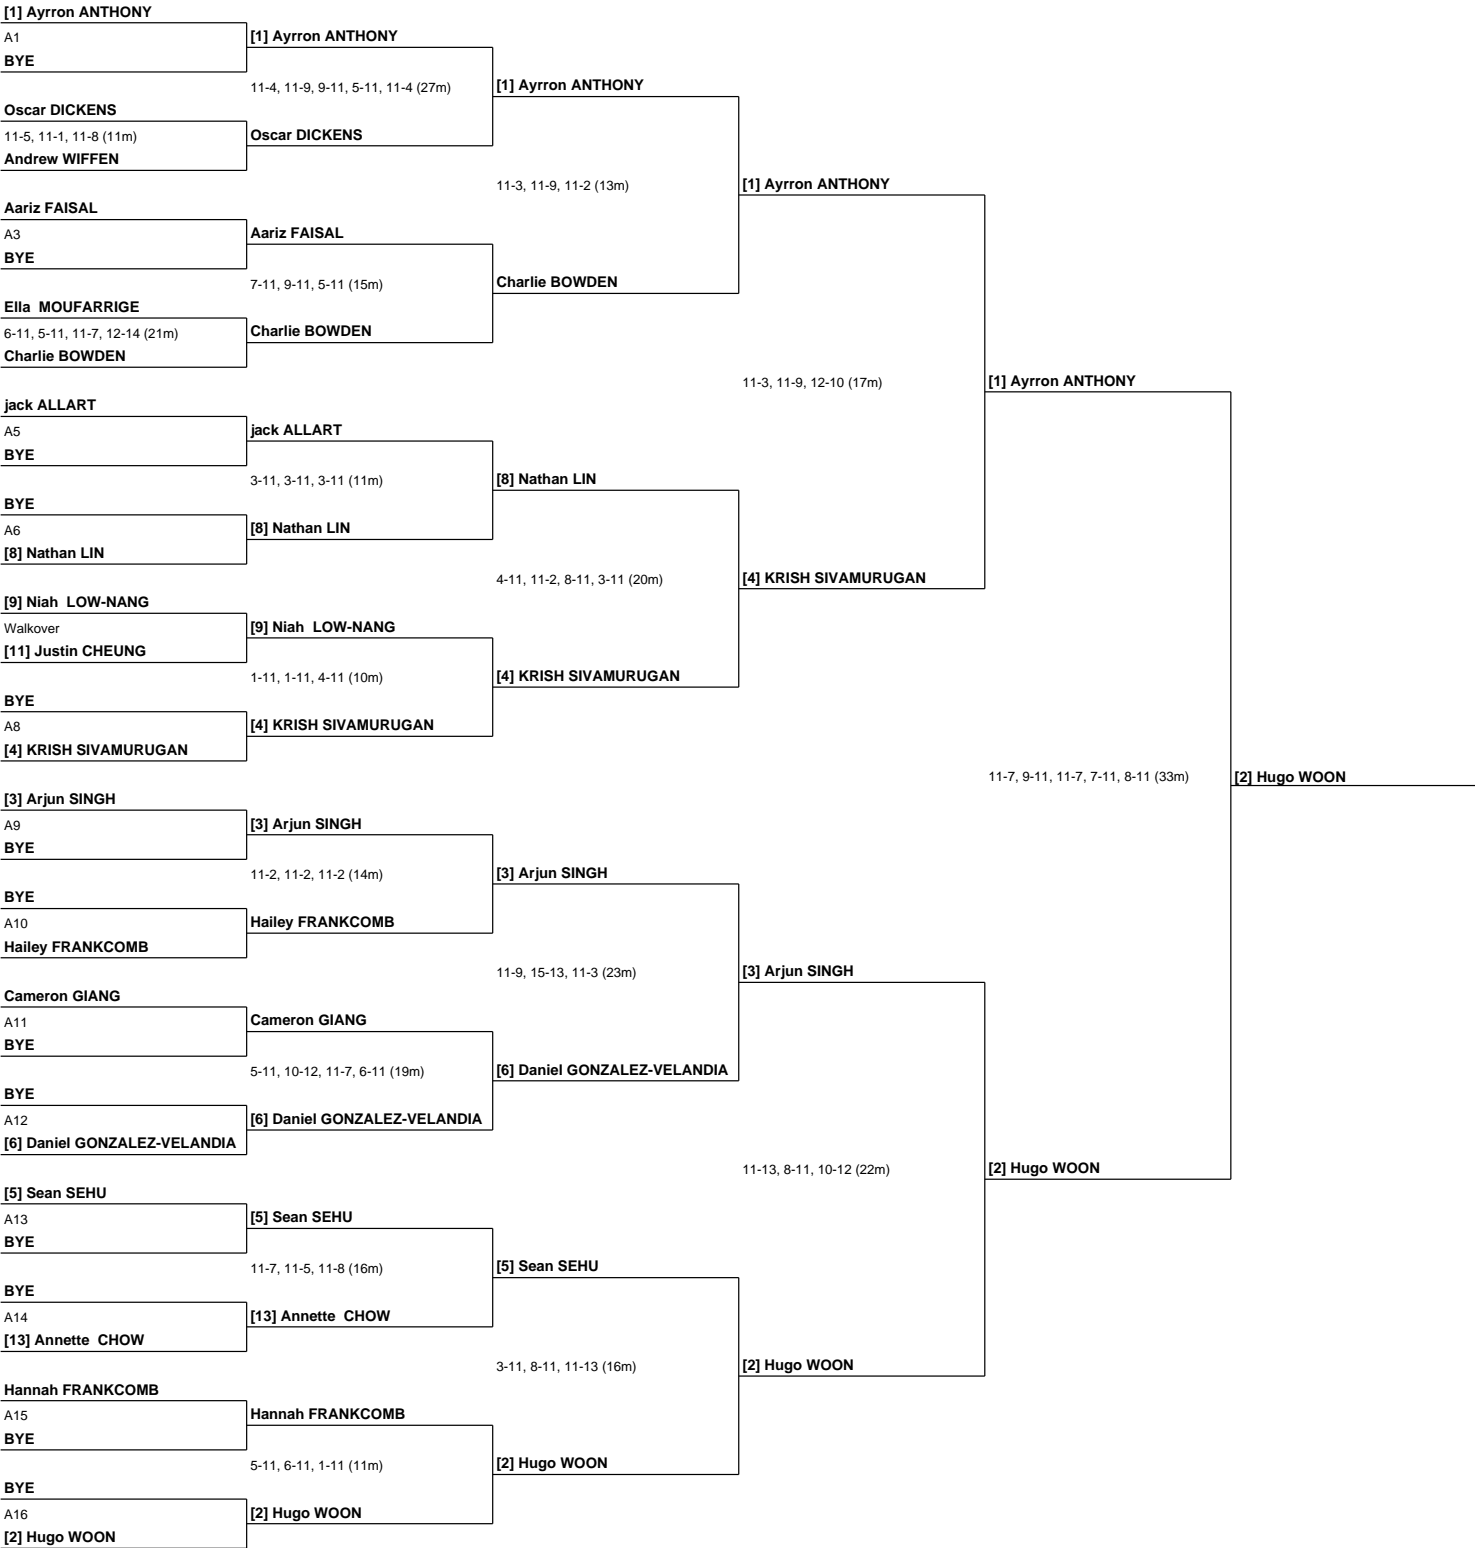 [1] Ayrron ANTHONY
A1
BYE
Oscar DICKENS
11-5, 11-1, 11-8 (11m)
Andrew WIFFEN
Aariz FAISAL
A3
BYE
Ella  MOUFARRIGE
6-11, 5-11, 11-7, 12-14 (21m)
Charlie BOWDEN
jack ALLART
A5
BYE
BYE
A6
[8] Nathan LIN
[9] Niah  LOW-NANG
Walkover
[11] Justin CHEUNG
BYE
A8
[4] KRISH SIVAMURUGAN
[3] Arjun SINGH
A9
BYE
BYE
A10
Hailey FRANKCOMB
Cameron GIANG
A11
BYE
BYE
A12
[6] Daniel GONZALEZ-VELANDIA
[5] Sean SEHU
A13
BYE
BYE
A14
[13] Annette  CHOW
Hannah FRANKCOMB
A15
BYE
BYE
A16
[2] Hugo WOON
[1] Ayrron ANTHONY
11-4, 11-9, 9-11, 5-11, 11-4 (27m)
Oscar DICKENS
Aariz FAISAL
7-11, 9-11, 5-11 (15m)
Charlie BOWDEN
jack ALLART
3-11, 3-11, 3-11 (11m)
[8] Nathan LIN
[9] Niah  LOW-NANG
1-11, 1-11, 4-11 (10m)
[4] KRISH SIVAMURUGAN
[3] Arjun SINGH
11-2, 11-2, 11-2 (14m)
Hailey FRANKCOMB
Cameron GIANG
5-11, 10-12, 11-7, 6-11 (19m)
[6] Daniel GONZALEZ-VELANDIA
[5] Sean SEHU
11-7, 11-5, 11-8 (16m)
[13] Annette  CHOW
Hannah FRANKCOMB
5-11, 6-11, 1-11 (11m)
[2] Hugo WOON
[1] Ayrron ANTHONY
11-3, 11-9, 11-2 (13m)
Charlie BOWDEN
[8] Nathan LIN
4-11, 11-2, 8-11, 3-11 (20m)
[4] KRISH SIVAMURUGAN
[3] Arjun SINGH
11-9, 15-13, 11-3 (23m)
[6] Daniel GONZALEZ-VELANDIA
[5] Sean SEHU
3-11, 8-11, 11-13 (16m)
[2] Hugo WOON
[1] Ayrron ANTHONY
11-3, 11-9, 12-10 (17m)
[4] KRISH SIVAMURUGAN
[3] Arjun SINGH
11-13, 8-11, 10-12 (22m)
[2] Hugo WOON
[1] Ayrron ANTHONY
11-7, 9-11, 11-7, 7-11, 8-11 (33m)
[2] Hugo WOON
[2] Hugo WOON